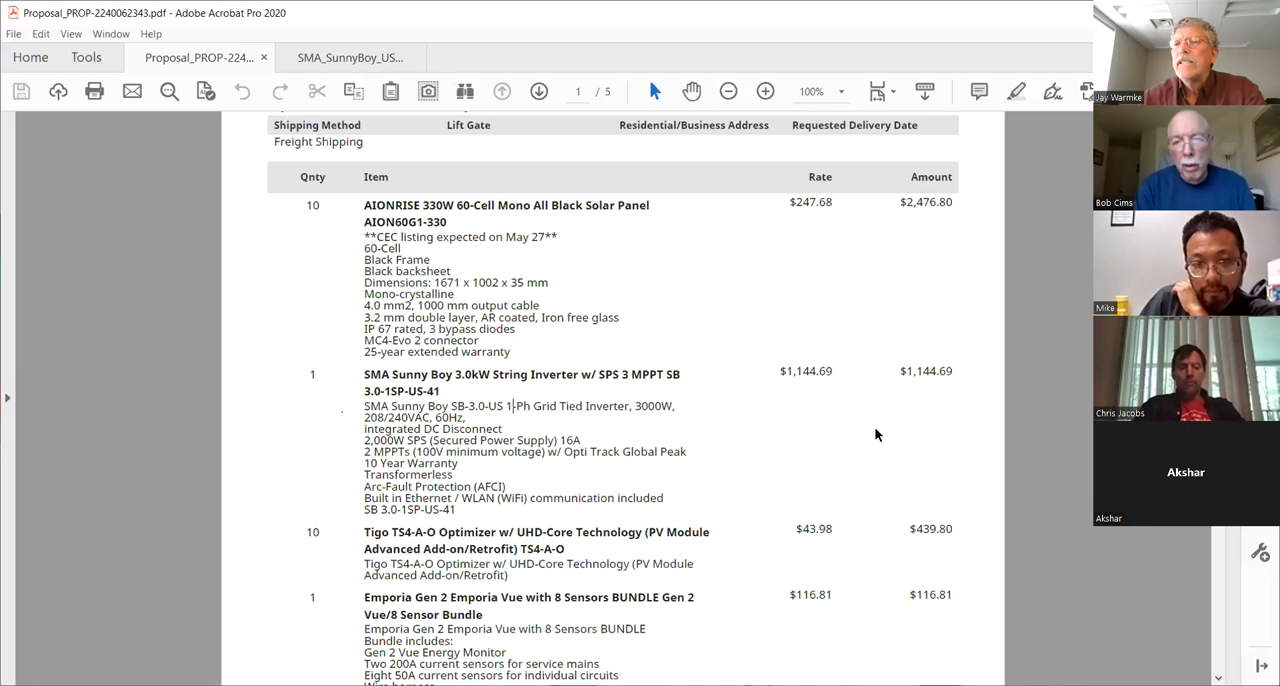 Proposal_PROP-2240062343.pdf - Adobe Acrobat Pro 2020
File Edit View Window Help
Home Tools Proposal_PROP-224... × SMA_SunnyBoy_US...
1 / 5 100%
Shipping Method Lift Gate Residential/Business Address Requested Delivery Date
Freight Shipping
Qnty Item Rate Amount
10 AIONRISE 330W 60-Cell Mono All Black Solar Panel $247.68 $2,476.80
AION60G1-330
**CEC listing expected on May 27**
60-Cell
Black Frame
Black backsheet
Dimensions: 1671 x 1002 x 35 mm
Mono-crystalline
4.0 mm2, 1000 mm output cable
3.2 mm double layer, AR coated, Iron free glass
IP 67 rated, 3 bypass diodes
MC4-Evo 2 connector
25-year extended warranty
1 SMA Sunny Boy 3.0kW String Inverter w/ SPS 3 MPPT SB $1,144.69 $1,144.69
3.0-1SP-US-41
SMA Sunny Boy SB-3.0-US 1-Ph Grid Tied Inverter, 3000W,
208/240VAC, 60Hz,
integrated DC Disconnect
2,000W SPS (Secured Power Supply) 16A
2 MPPTs (100V minimum voltage) w/ Opti Track Global Peak
10 Year Warranty
Transformerless
Arc-Fault Protection (AFCI)
Built in Ethernet / WLAN (WiFi) communication included
SB 3.0-1SP-US-41
10 Tigo TS4-A-O Optimizer w/ UHD-Core Technology (PV Module $43.98 $439.80
Advanced Add-on/Retrofit) TS4-A-O
Tigo TS4-A-O Optimizer w/ UHD-Core Technology (PV Module
Advanced Add-on/Retrofit)
1 Emporia Gen 2 Emporia Vue with 8 Sensors BUNDLE Gen 2 $116.81 $116.81
Vue/8 Sensor Bundle
Emporia Gen 2 Emporia Vue with 8 Sensors BUNDLE
Bundle includes:
Gen 2 Vue Energy Monitor
Two 200A current sensors for service mains
Eight 50A current sensors for individual circuits
Wire harness
Jay Warmke
Bob Cims
Mike
Chris Jacobs
Akshar
Akshar